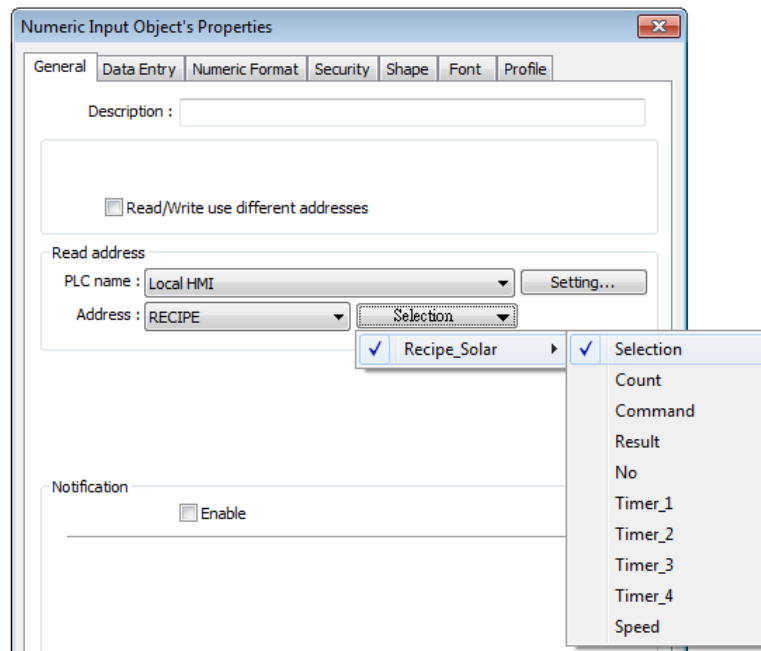 Numeric Input Object's Properties
General Data Entry Numeric Format Security Shape Font Profile
Description :
Read/Write use different addresses
Read address
PLC name : Local HMI Setting...
Address : RECIPE Selection
Recipe_Solar Selection
Count
Command
Result
No
Notification
Enable Timer_1
Timer_2
Timer_3
Timer_4
Speed